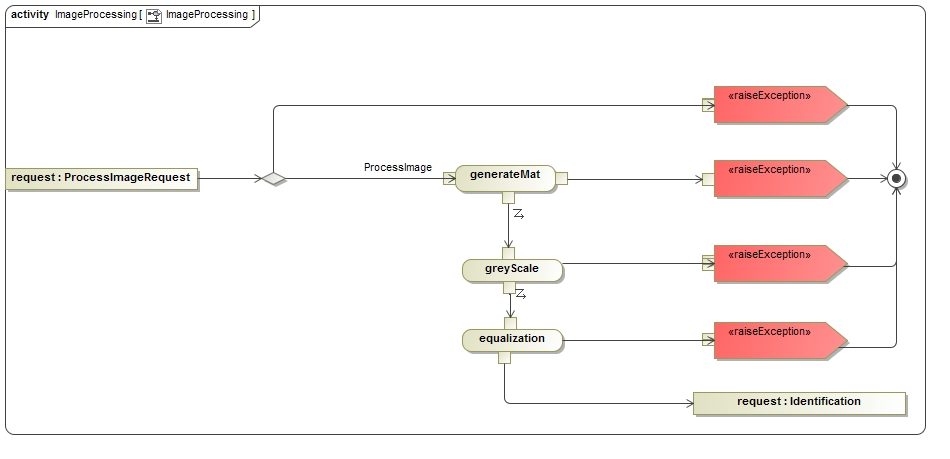 activity ImageProcessing [ ImageProcessing ]
«raiseException»
request : ProcessImageRequest
ProcessImage
generateMat
«raiseException»
greyScale
«raiseException»
equalization
«raiseException»
request : Identification